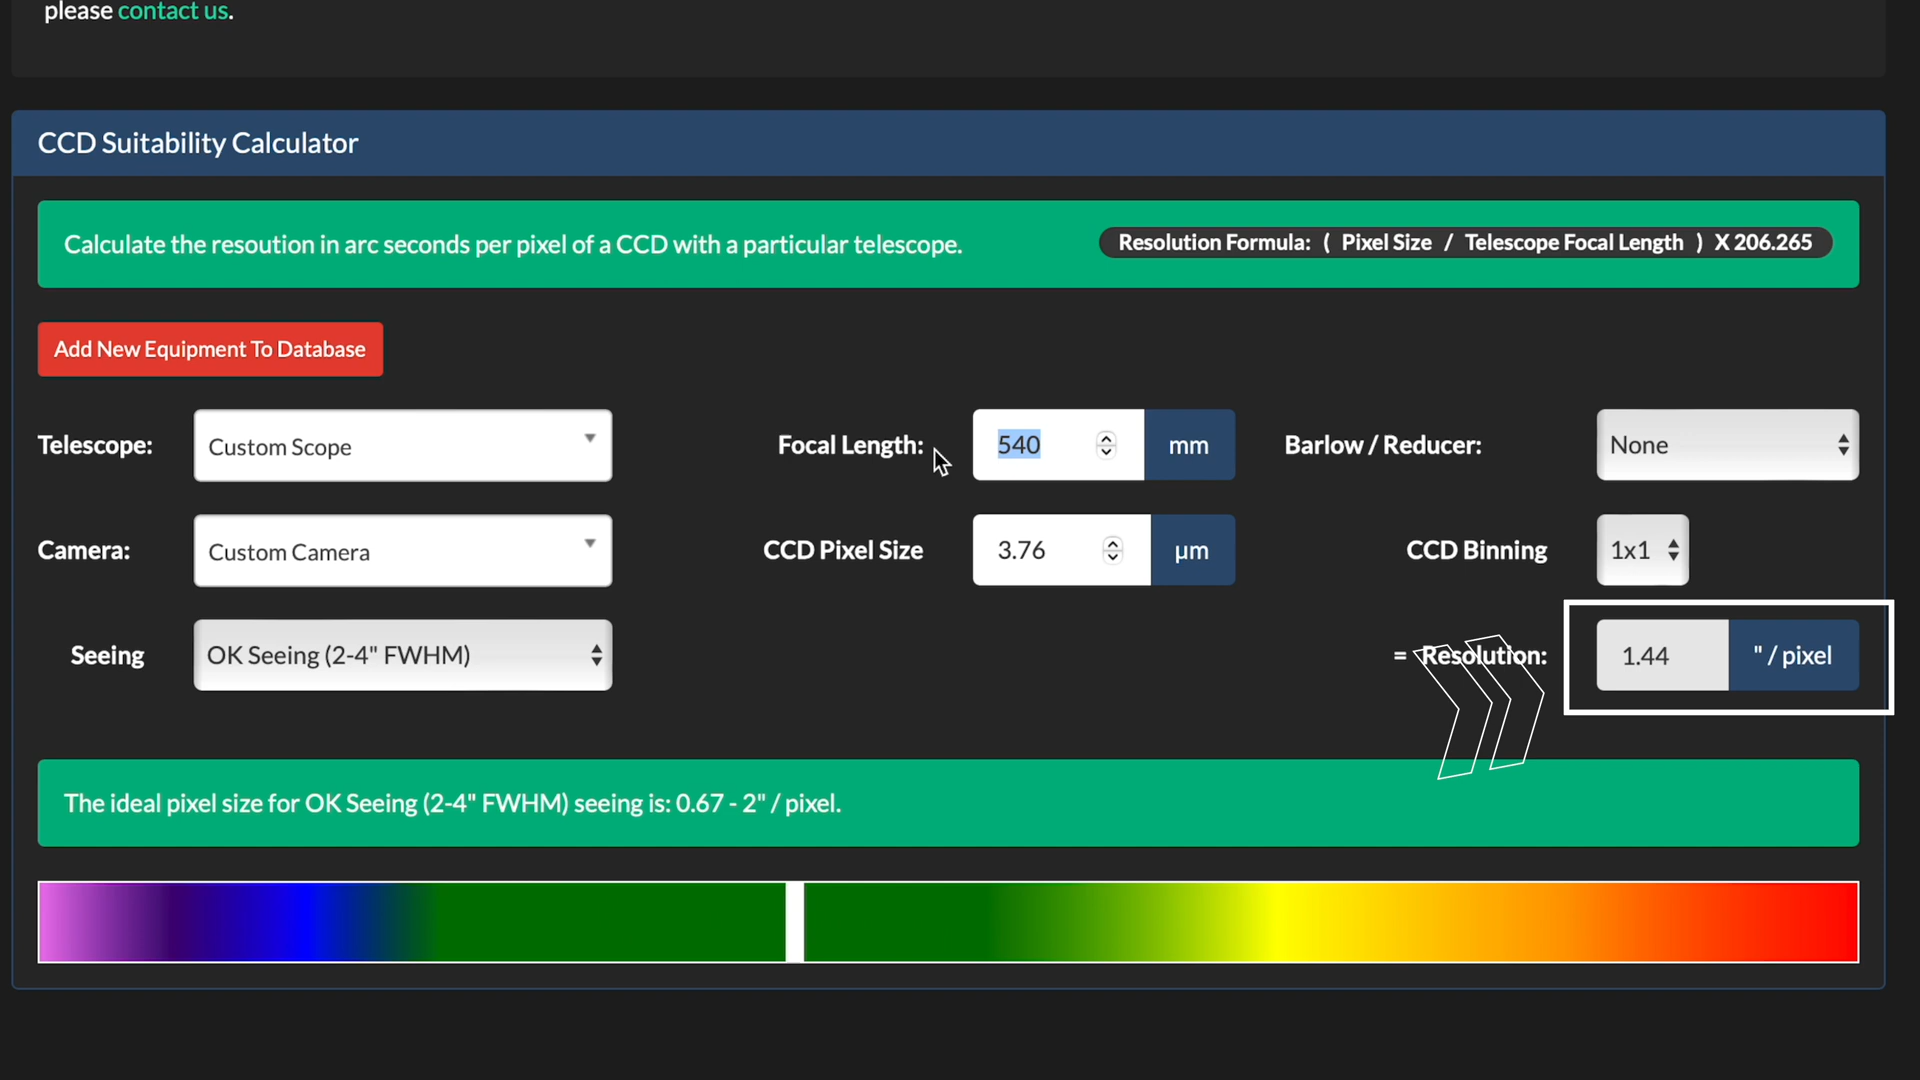 please contact us.
CCD Suitability Calculator
Calculate the resoution in arc seconds per pixel of a CCD with a particular telescope.
Resolution Formula: ( Pixel Size / Telescope Focal Length ) X 206.265
Add New Equipment To Database
Telescope: Custom Scope Focal Length: 540 mm Barlow / Reducer: None
Camera: Custom Camera CCD Pixel Size 3.76 μm CCD Binning 1x1
Seeing OK Seeing (2-4" FWHM) = Resolution: 1.44 " / pixel
The ideal pixel size for OK Seeing (2-4" FWHM) seeing is: 0.67 - 2" / pixel.